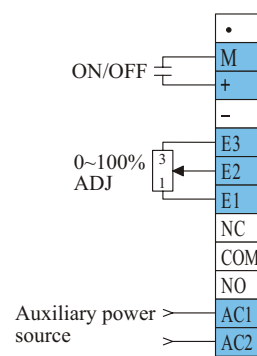 •
M
ON/OFF
+
–
E3
3
0~100%
E2
ADJ
1
E1
NC
COM
NO
Auxiliary power
AC1
source
AC2